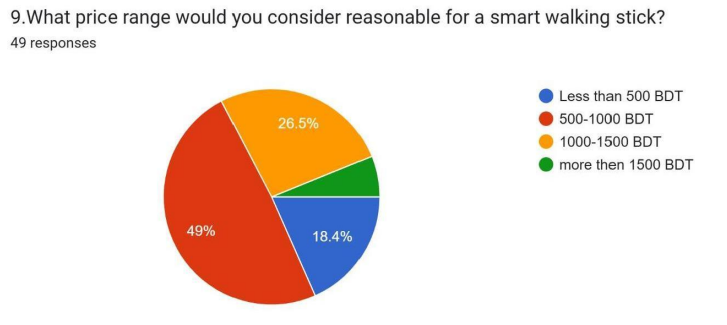 9.What price range would you consider reasonable for a smart walking stick?
49 responses
Less than 500 BDT
500-1000 BDT
1000-1500 BDT
more then 1500 BDT
26.5%
49%
18.4%